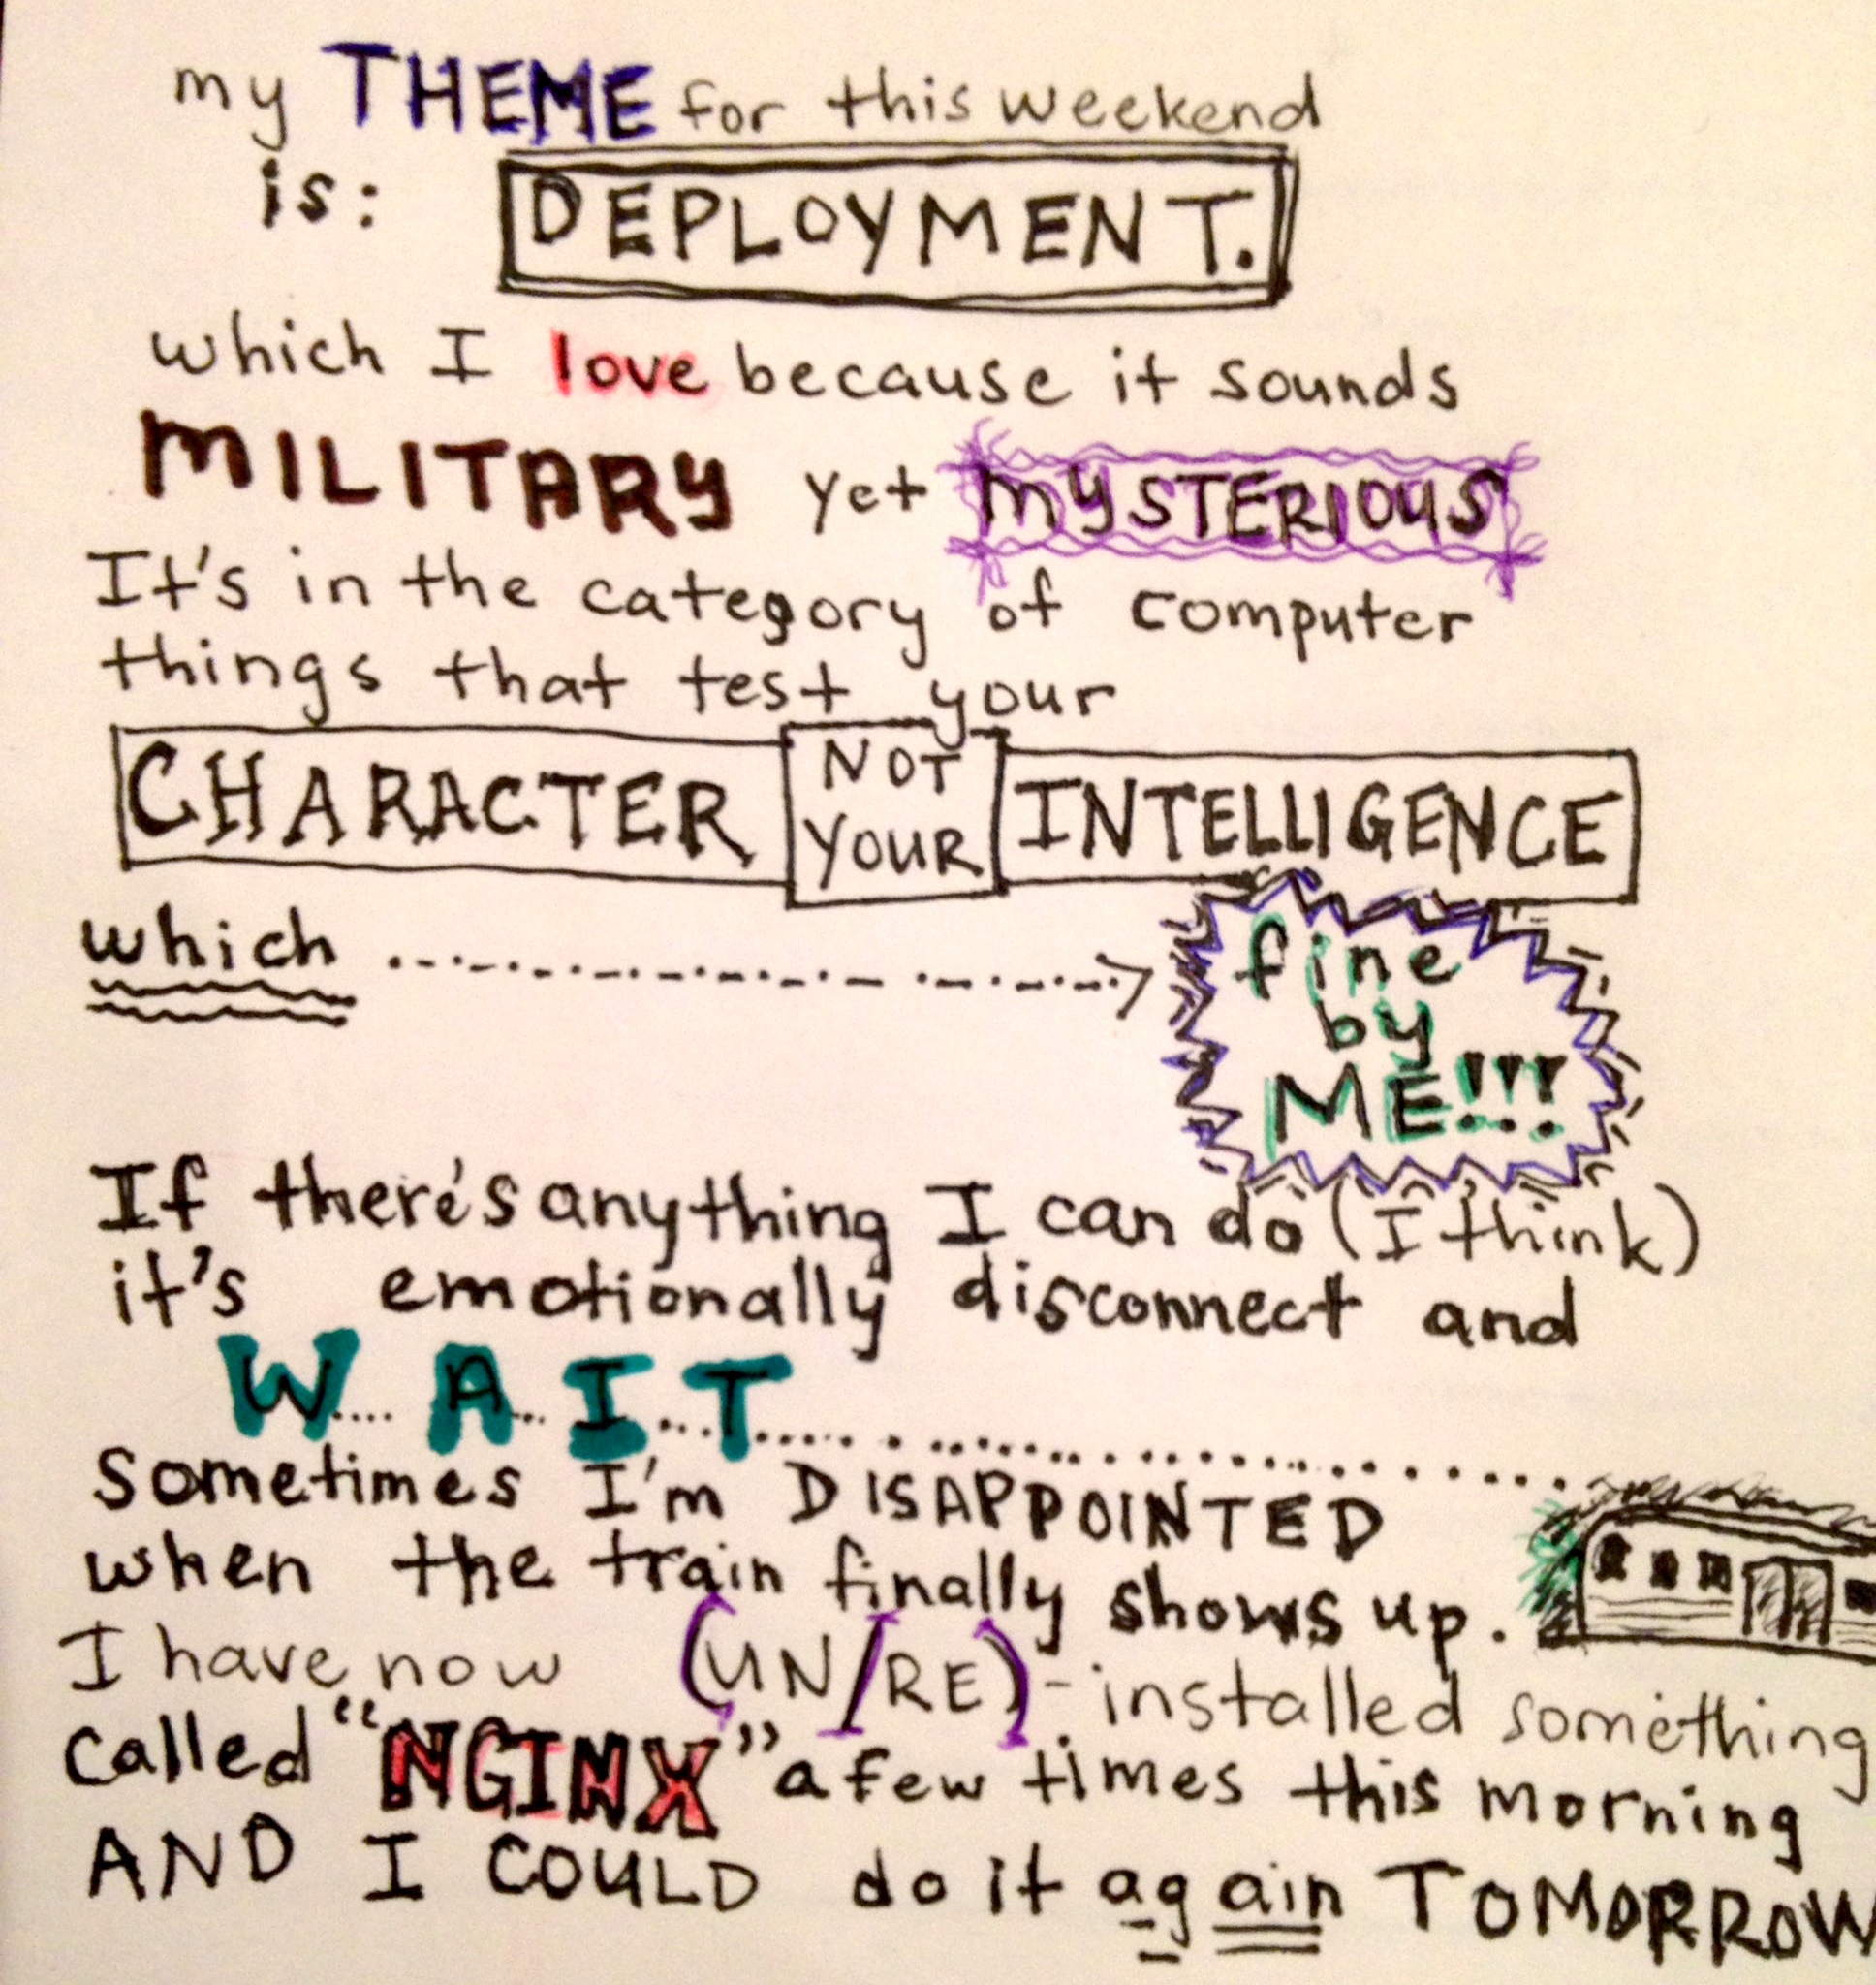 my THEME for this weekend
is: DEPLOYMENT.
which I love because it sounds
MILITARY yet MYSTERIOUS
It's in the category of computer
things that test your
CHARACTER NOT YOUR INTELLIGENCE
which
fine
by
ME!!!
If there's anything I can do (I think)
it's emotionally disconnect and
W.... A... I... T..............................
Sometimes I'm DISAPPOINTED
when the train finally shows up.
I have now (UN/RE)-installed something
called "NGINX" a few times this morning
AND I COULD do it again TOMORROW